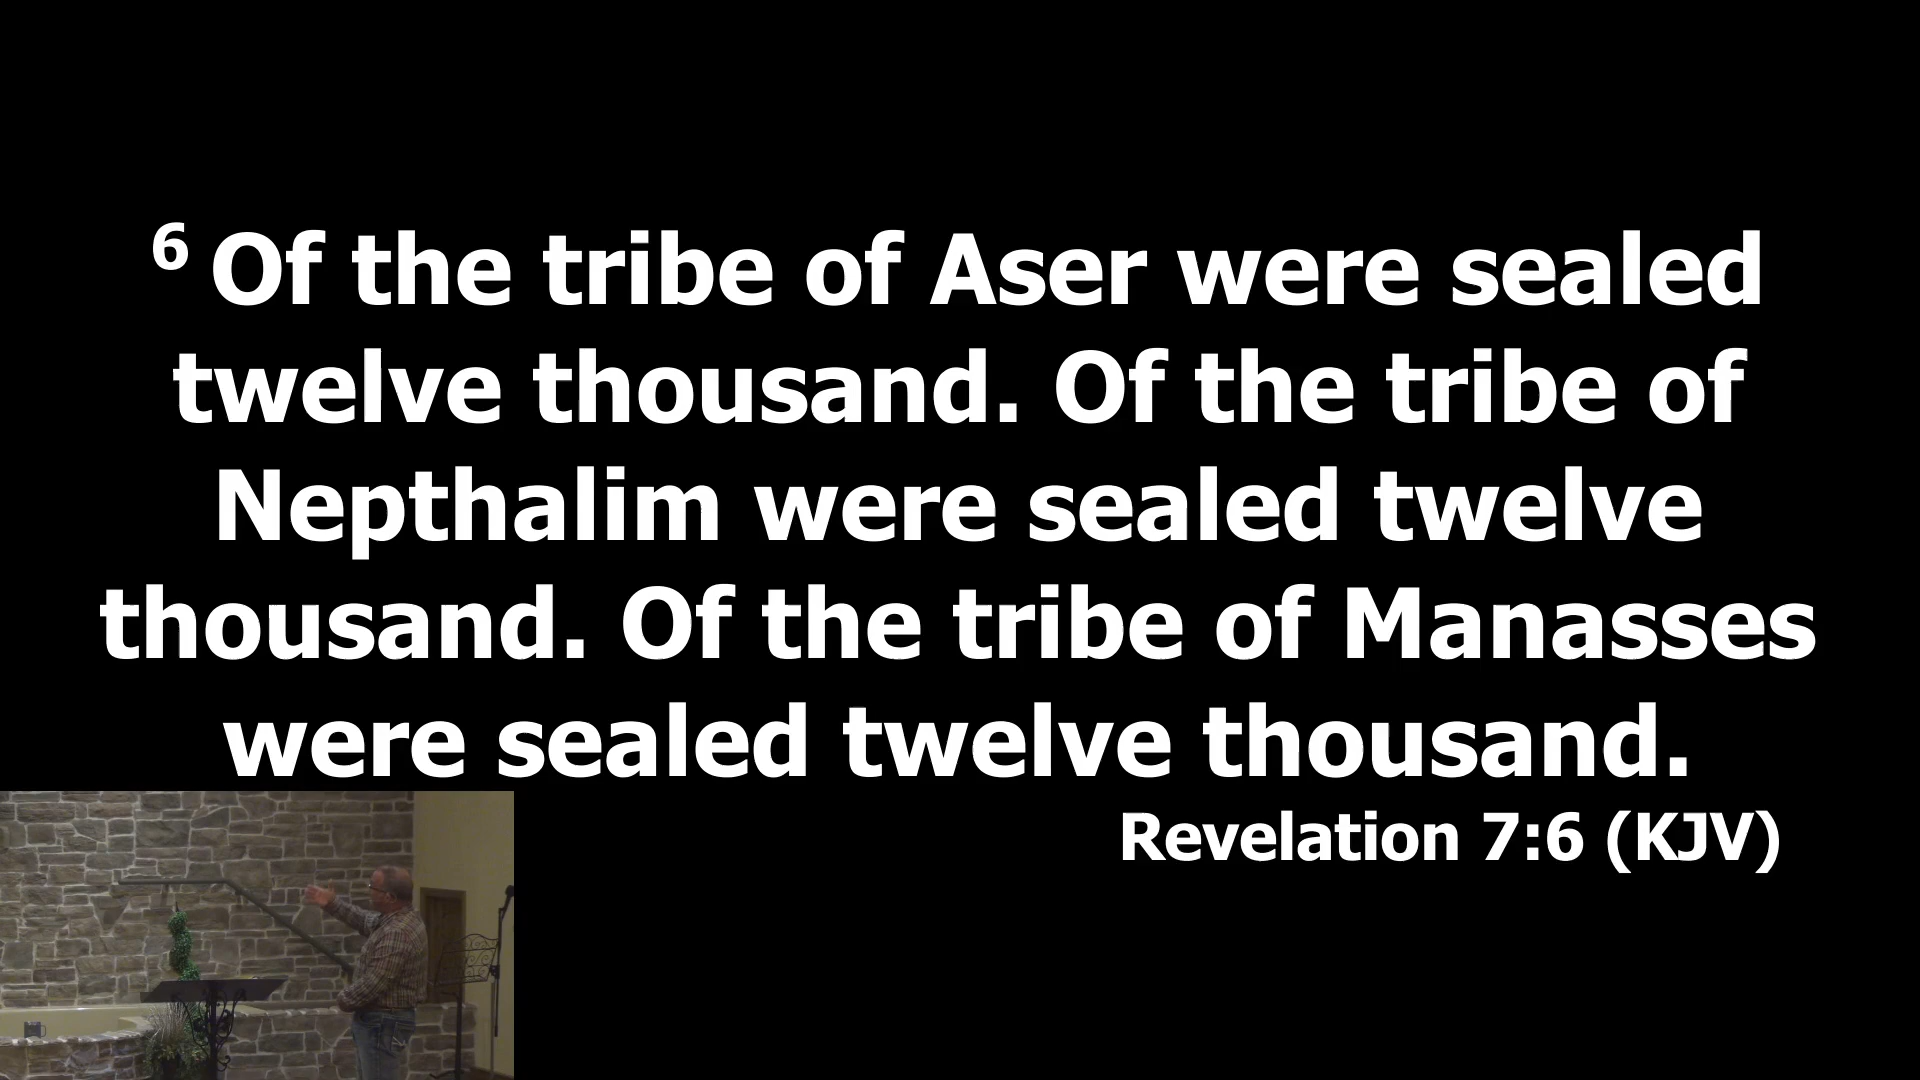 6 Of the tribe of Aser were sealed
twelve thousand. Of the tribe of
Nepthalim were sealed twelve
thousand. Of the tribe of Manasses
were sealed twelve thousand.
Revelation 7:6 (KJV)